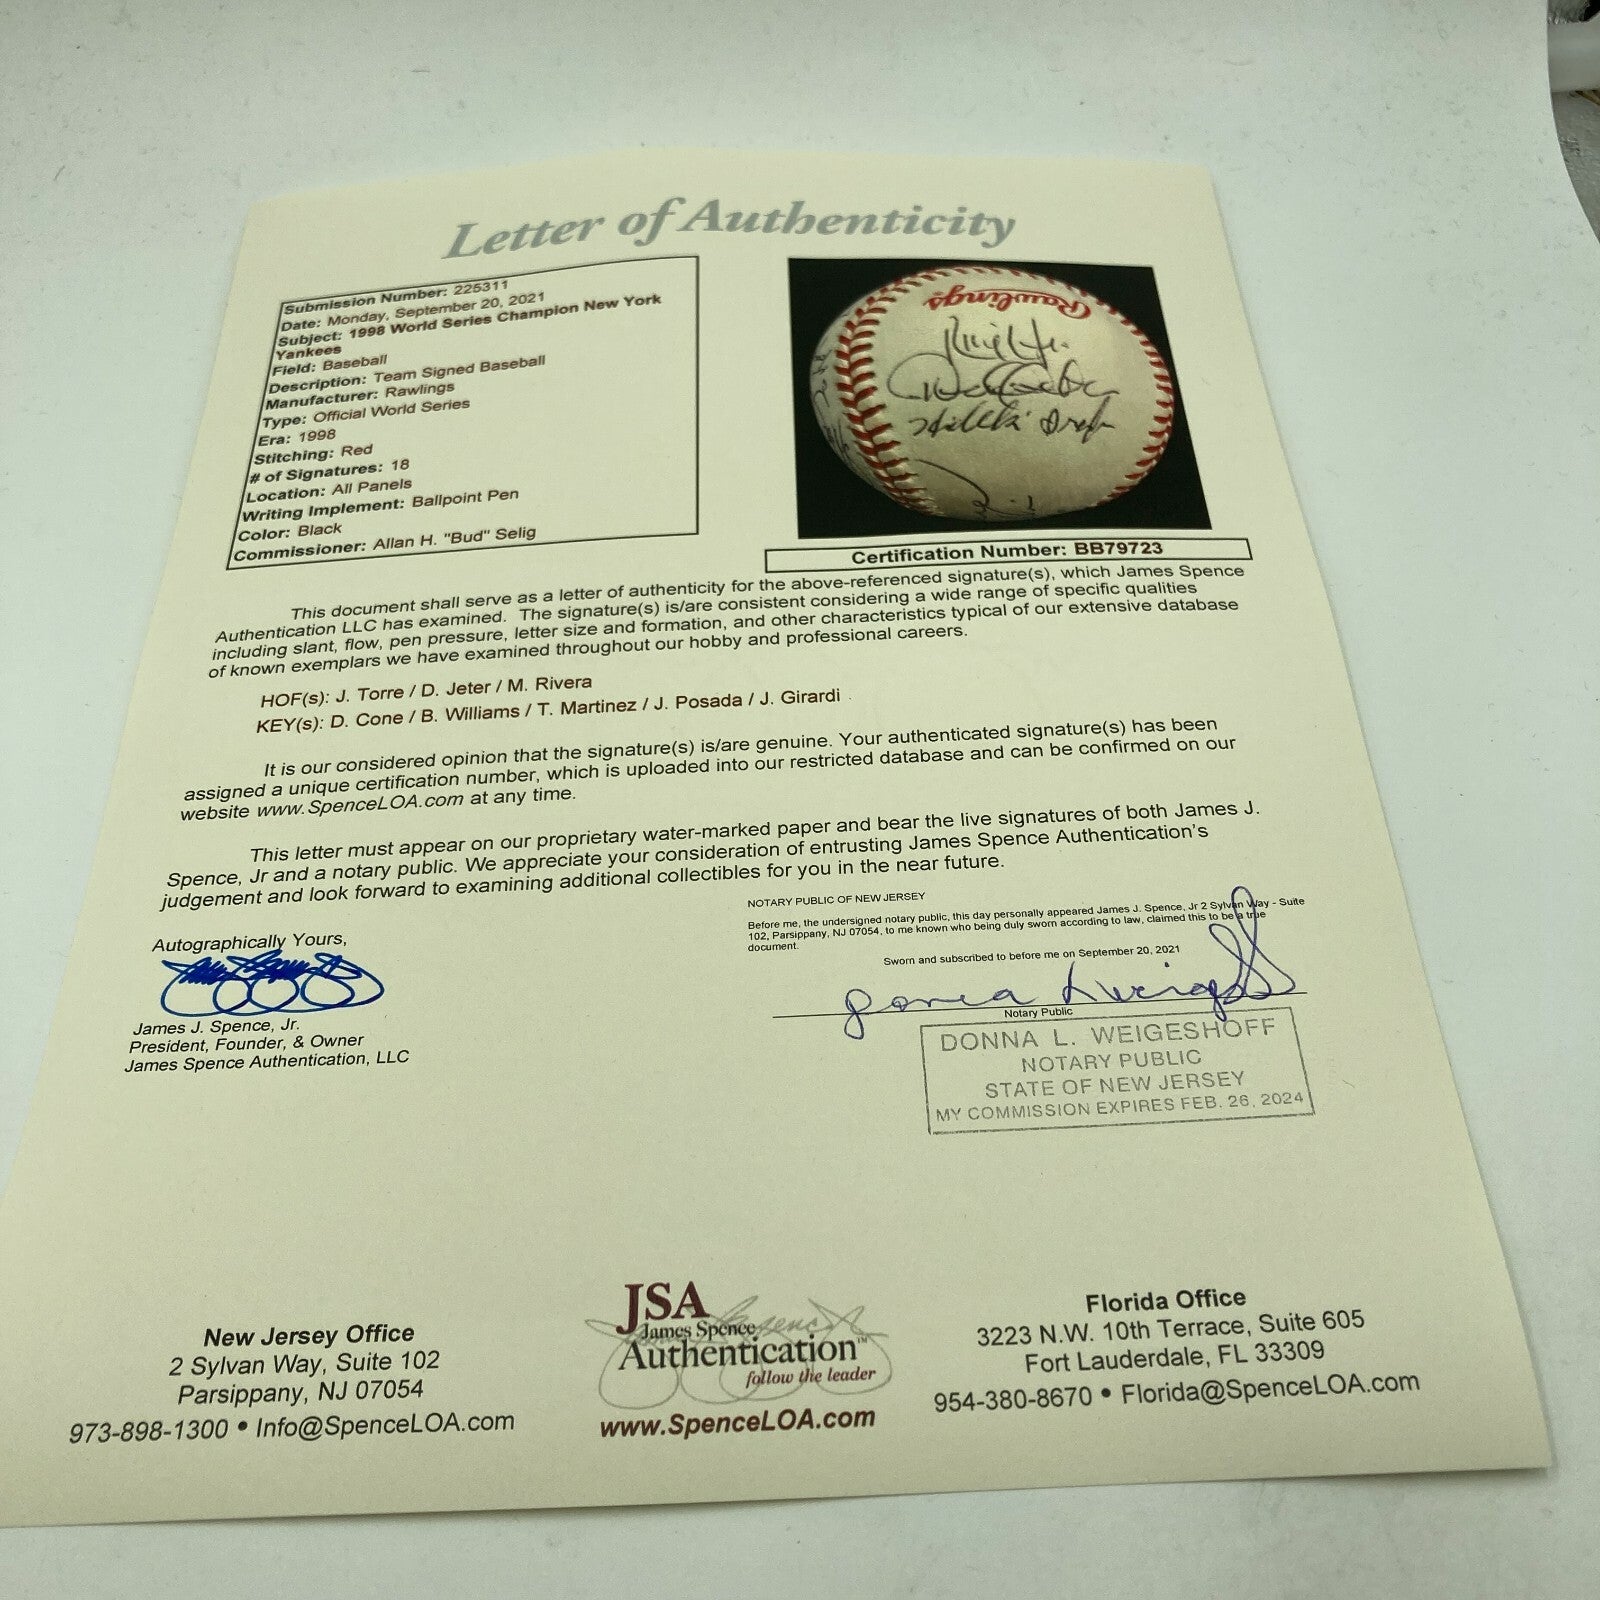 Letter of Authenticity
Submission Number: 225311
Date: Monday, September 20, 2021
Subject: 1998 World Series Champion New York
Yankees
Field: Baseball
Description: Team Signed Baseball
Manufacturer: Rawlings
Type: Official World Series
Era: 1998
Stitching: Red
# of Signatures: 18
Location: All Panels
Writing Implement: Ballpoint Pen
Color: Black
Commissioner: Allan H. "Bud" Selig
Rawlings
Hideki Irabu
Certification Number: BB79723
This document shall serve as a letter of authenticity for the above-referenced signature(s), which James Spence
Authentication LLC has examined. The signature(s) is/are consistent considering a wide range of specific qualities
including slant, flow, pen pressure, letter size and formation, and other characteristics typical of our extensive database
of known exemplars we have examined throughout our hobby and professional careers.
HOF(s): J. Torre / D. Jeter / M. Rivera
KEY(s): D. Cone / B. Williams / T. Martinez / J. Posada / J. Girardi
It is our considered opinion that the signature(s) is/are genuine. Your authenticated signature(s) has been
assigned a unique certification number, which is uploaded into our restricted database and can be confirmed on our
website www.SpenceLOA.com at any time.
This letter must appear on our proprietary water-marked paper and bear the live signatures of both James J.
Spence, Jr and a notary public. We appreciate your consideration of entrusting James Spence Authentication's
judgement and look forward to examining additional collectibles for you in the near future.
NOTARY PUBLIC OF NEW JERSEY
Before me, the undersigned notary public, this day personally appeared James J. Spence, Jr 2 Sylvan Way - Suite
102, Parsippany, NJ 07054, to me known who being duly sworn according to law, claimed this to be a true
document.
Sworn and subscribed to before me on September 20, 2021
Notary Public
DONNA L. WEIGESHOFF
NOTARY PUBLIC
STATE OF NEW JERSEY
MY COMMISSION EXPIRES FEB. 26, 2024
Autographically Yours,
James J. Spence, Jr.
President, Founder, & Owner
James Spence Authentication, LLC
New Jersey Office
2 Sylvan Way, Suite 102
Parsippany, NJ 07054
973-898-1300 • Info@SpenceLOA.com
JSA
James Spence
Authentication™
follow the leader
www.SpenceLOA.com
Florida Office
3223 N.W. 10th Terrace, Suite 605
Fort Lauderdale, FL 33309
954-380-8670 • Florida@SpenceLOA.com